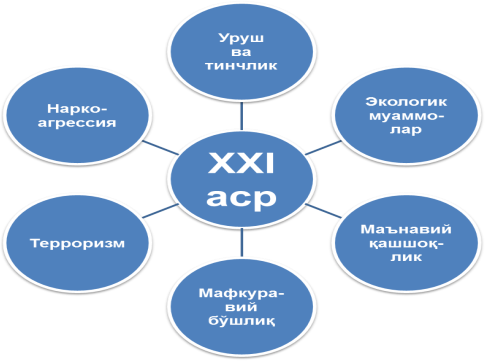 Уруш
ва
тинчлик
Нарко-
агрессия
Экологик
муаммо-
лар
XXI
аср
Терроризм
Маънавий
қашшоқ-
лик
Мафкура-
вий
бўшлиқ